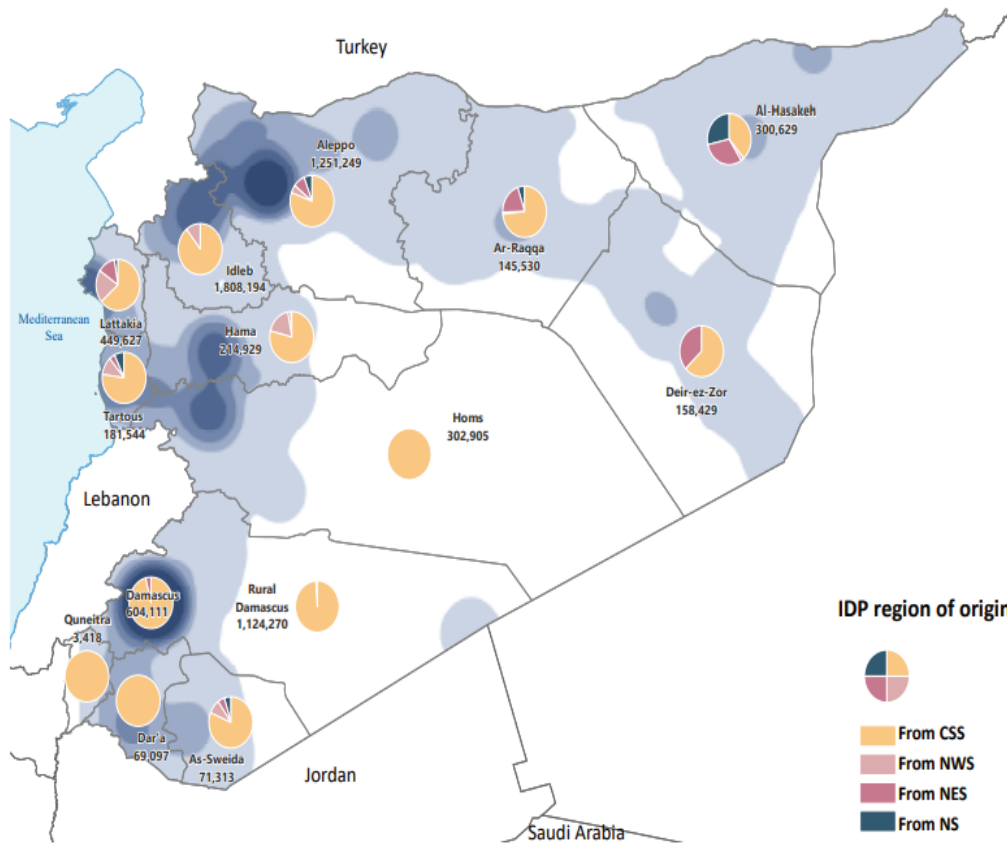 Turkey
Al-Hasakeh
300,629
Aleppo
1,251,249
Ar-Raqqa
145,530
Idleb
1,808,194
Mediterranean
Sea
Lattakia
449,627
Hama
214,929
Deir-ez-Zor
158,429
Tartous
181,544
Homs
302,905
Lebanon
Damascus
604,111
Rural
Damascus
1,124,270
Quneitra
3,418
IDP region of origin
Dar'a
69,097
As-Sweida
71,313
Jordan
Saudi Arabia
From CSS
From NWS
From NES
From NS